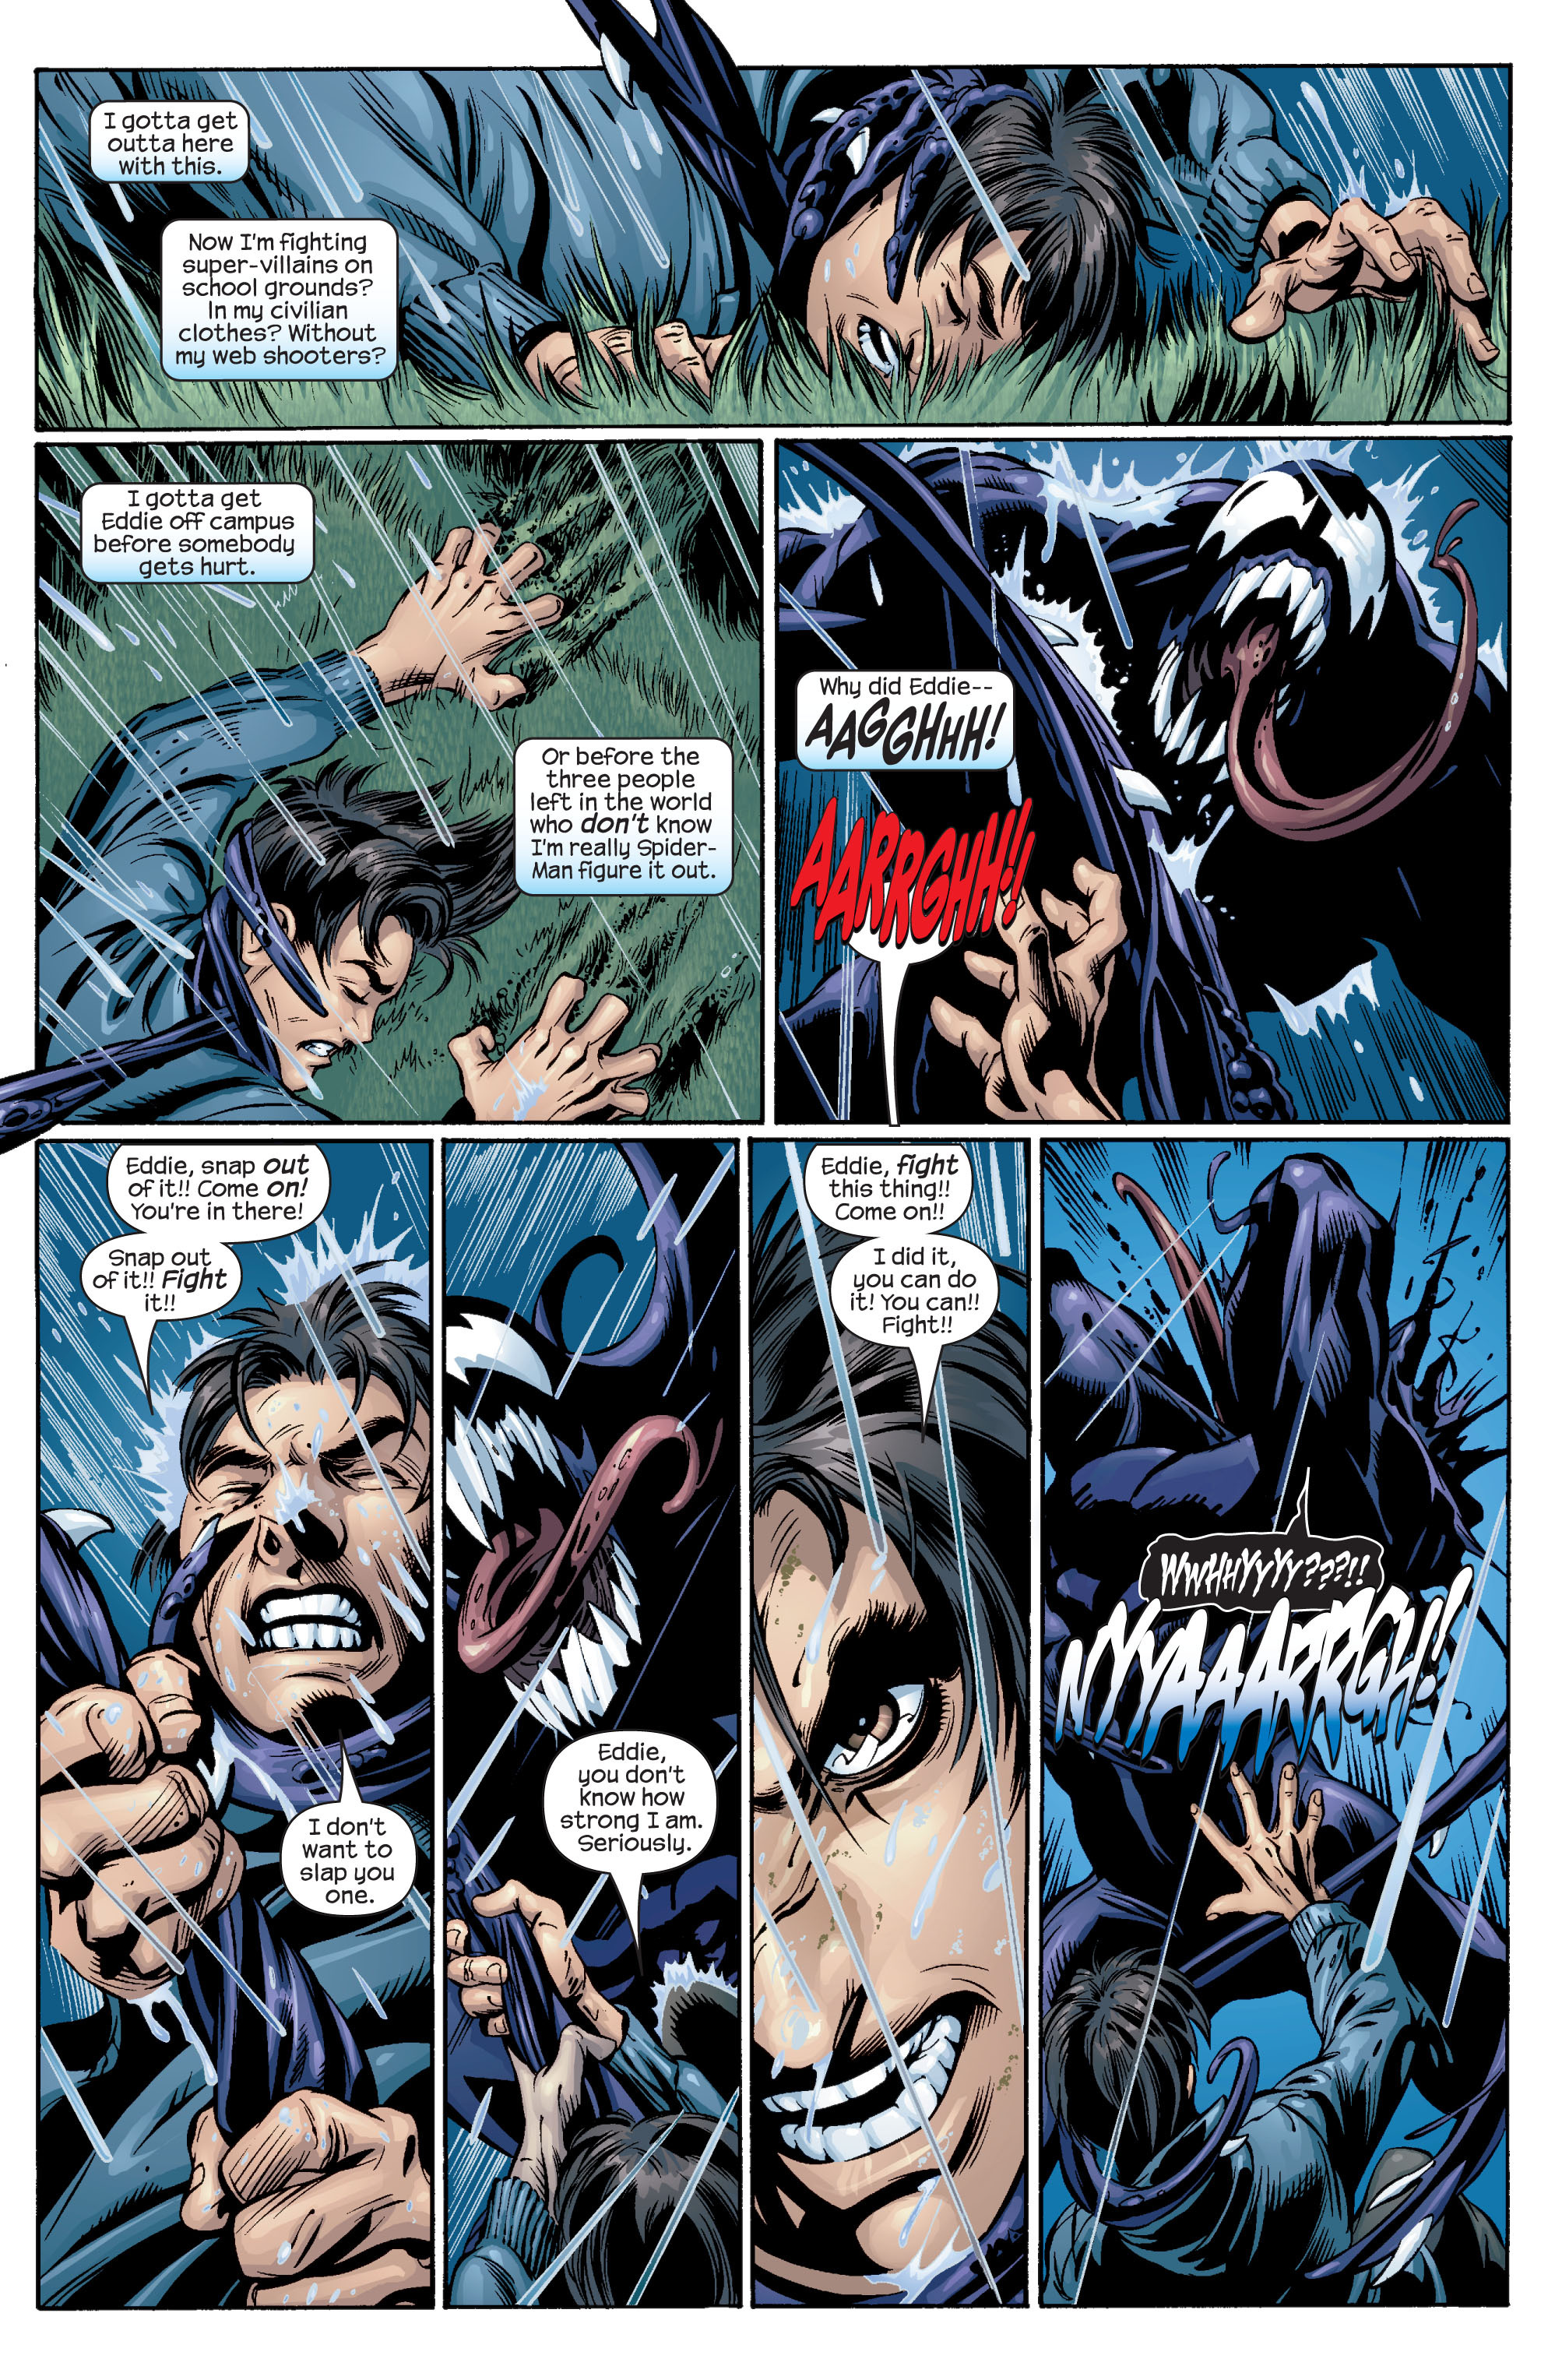 I gotta get
outta here
with this.
Now I'm fighting
super-villains on
school grounds?
In my civilian
clothes? Without
my web shooters?
I gotta get
Eddie off campus
before somebody
gets hurt.
Or before the
three people
left in the world
who don't know
I'm really Spider-
Man figure it out.
Why did Eddie--
AAGGHHH!
AARRGHH!!
Eddie, snap out
of it!! Come on!
You're in there!
Snap out
of it!! Fight
it!!
I don't
want to
slap you
one.
Eddie,
you don't
know how
strong I am.
Seriously.
Eddie, fight
this thing!!
Come on!!
I did it,
you can do
it! You can!!
Fight!!
WWHHYYYY???!!
NYYAAAARRGH!!